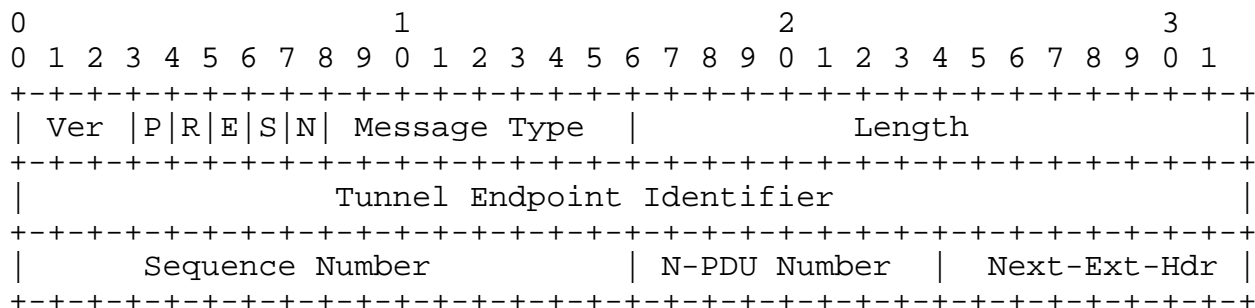 0                   1                   2                   3
0 1 2 3 4 5 6 7 8 9 0 1 2 3 4 5 6 7 8 9 0 1 2 3 4 5 6 7 8 9 0 1
+-+-+-+-+-+-+-+-+-+-+-+-+-+-+-+-+-+-+-+-+-+-+-+-+-+-+-+-+-+-+-+-+
| Ver |P|R|E|S|N| Message Type  |           Length              |
+-+-+-+-+-+-+-+-+-+-+-+-+-+-+-+-+-+-+-+-+-+-+-+-+-+-+-+-+-+-+-+-+
|                Tunnel Endpoint Identifier                     |
+-+-+-+-+-+-+-+-+-+-+-+-+-+-+-+-+-+-+-+-+-+-+-+-+-+-+-+-+-+-+-+-+
|      Sequence Number          | N-PDU Number  |  Next-Ext-Hdr |
+-+-+-+-+-+-+-+-+-+-+-+-+-+-+-+-+-+-+-+-+-+-+-+-+-+-+-+-+-+-+-+-+